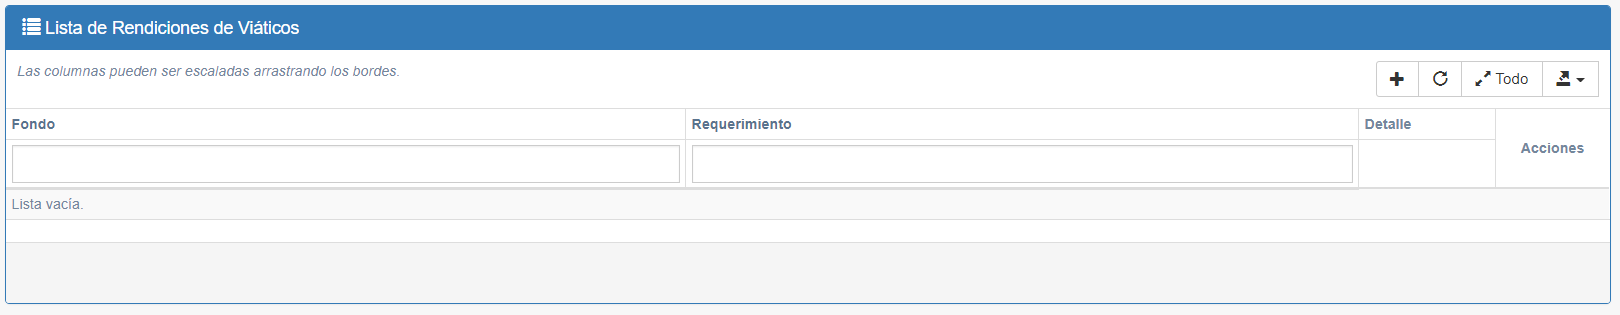 Lista de Rendiciones de Viáticos
Las columnas pueden ser escaladas arrastrando los bordes.
Todo
Fondo Requerimiento Detalle
Acciones
Lista vacía.